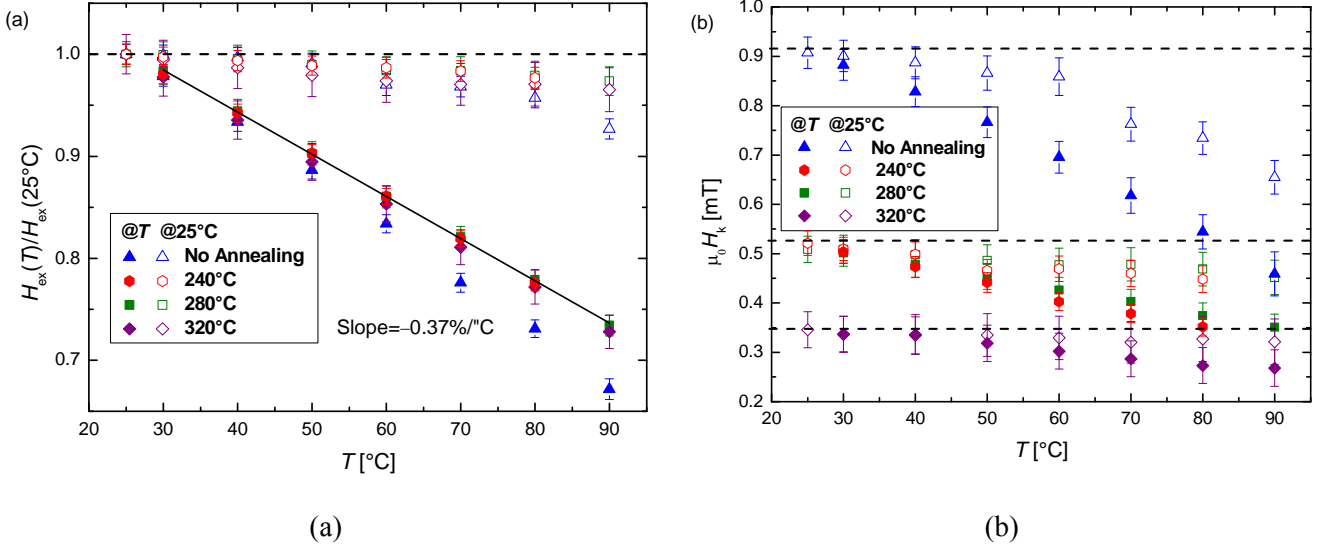 (a)
H_ex(T)/H_ex(25°C)
1.0
0.9
0.8
0.7
@T @25°C
No Annealing
240°C
280°C
320°C
Slope=–0.37%/"C
20 30 40 50 60 70 80 90
T [°C]
(b)
μ₀H_k [mT]
1.0
0.9
0.8
0.7
0.6
0.5
0.4
0.3
0.2
@T @25°C
No Annealing
240°C
280°C
320°C
20 30 40 50 60 70 80 90
T [°C]
(a)
(b)